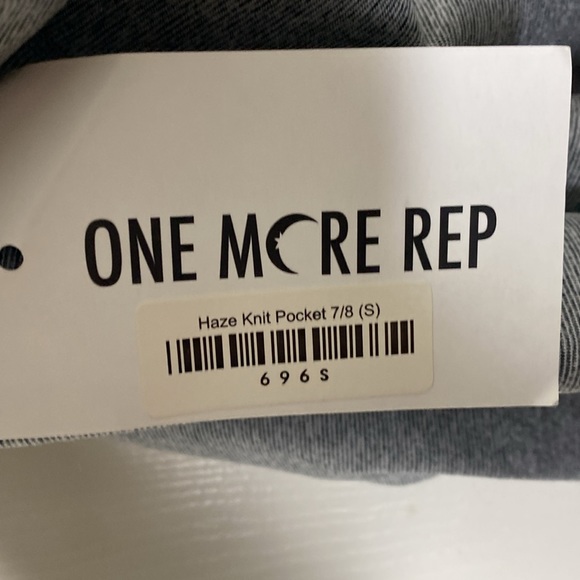 ONE MORE REP
Haze Knit Pocket 7/8 (S)
696S